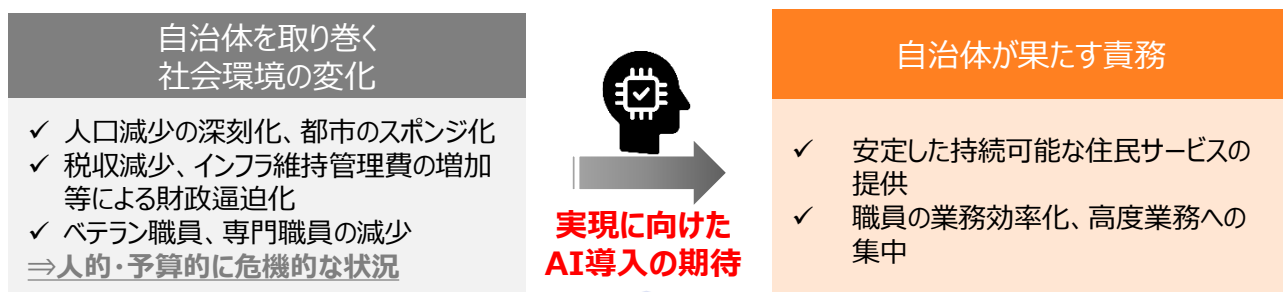 自治体を取り巻く
社会環境の変化
✓ 人口減少の深刻化、都市のスポンジ化
✓ 税収減少、インフラ維持管理費の増加
等による財政逼迫化
✓ ベテラン職員、専門職員の減少
⇒人的・予算的に危機的な状況
実現に向けた
AI導入の期待
自治体が果たす責務
✓ 安定した持続可能な住民サービスの
提供
✓ 職員の業務効率化、高度業務への
集中